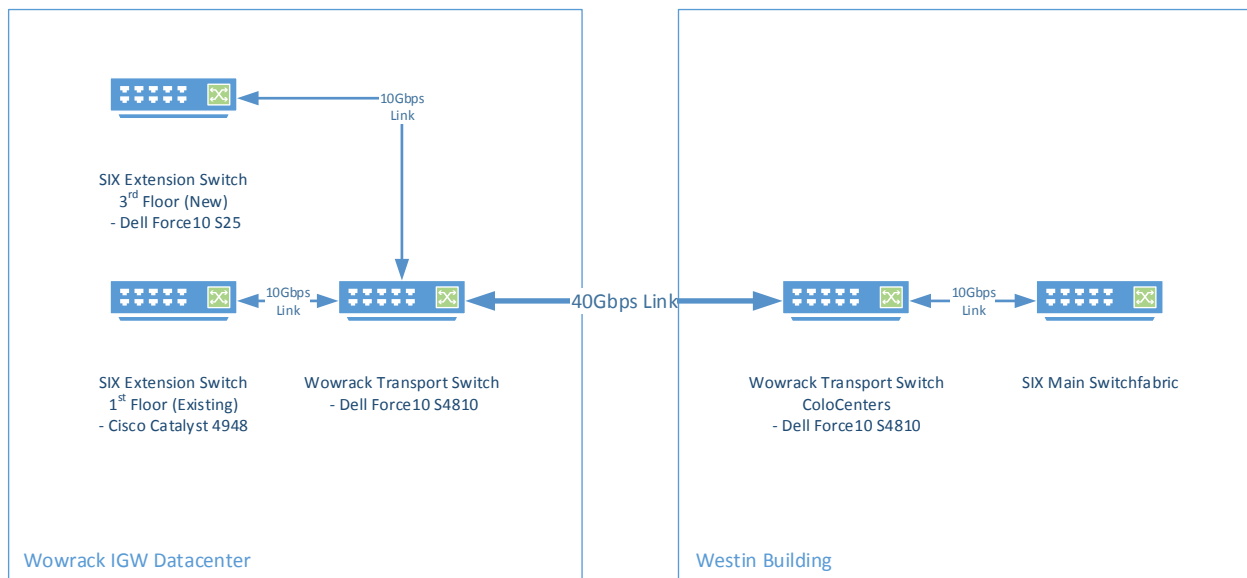 10Gbps
Link
SIX Extension Switch
3rd Floor (New)
- Dell Force10 S25
10Gbps
Link
40Gbps Link
10Gbps
Link
SIX Extension Switch
1st Floor (Existing)
- Cisco Catalyst 4948
Wowrack Transport Switch
- Dell Force10 S4810
Wowrack Transport Switch
ColoCenters
- Dell Force10 S4810
SIX Main Switchfabric
Wowrack IGW Datacenter
Westin Building